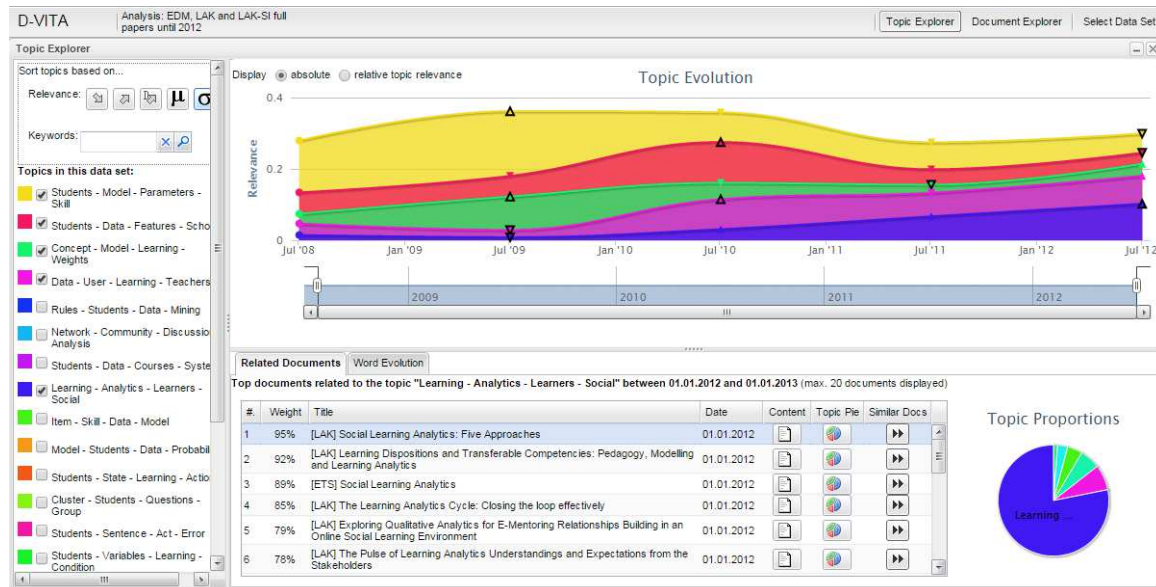 D-VITA
Analysis: EDM, LAK and LAK-SI full
papers until 2012
Topic Explorer Document Explorer Select Data Set
Topic Explorer
Sort topics based on...
Relevance: μ σ
Keywords:
Topics in this data set:
Students - Model - Parameters -
Skill
Students - Data - Features - Scho
Concept - Model - Learning -
Weights
Data - User - Learning - Teachers
Rules - Students - Data - Mining
Network - Community - Discussio
Analysis
Students - Data - Courses - Syste
Learning - Analytics - Learners -
Social
Item - Skill - Data - Model
Model - Students - Data - Probabil
Students - State - Learning - Actio
Cluster - Students - Questions -
Group
Students - Sentence - Act - Error
Students - Variables - Learning -
Condition
Display absolute relative topic relevance
Topic Evolution
Relevance
0.4
0.2
0
Jul '08 Jan '09 Jul '09 Jan '10 Jul '10 Jan '11 Jul '11 Jan '12 Jul '12
2009 2010 2011 2012
Related Documents Word Evolution
Top documents related to the topic "Learning - Analytics - Learners - Social" between 01.01.2012 and 01.01.2013 (max. 20 documents displayed)
#. Weight Title Date Content Topic Pie Similar Docs
1 95% [LAK] Social Learning Analytics: Five Approaches 01.01.2012
2 92% [LAK] Learning Dispositions and Transferable Competencies: Pedagogy, Modelling
and Learning Analytics 01.01.2012
3 89% [ETS] Social Learning Analytics 01.01.2012
4 85% [LAK] The Learning Analytics Cycle: Closing the loop effectively 01.01.2012
5 79% [LAK] Exploring Qualitative Analytics for E-Mentoring Relationships Building in an
Online Social Learning Environment 01.01.2012
6 78% [LAK] The Pulse of Learning Analytics Understandings and Expectations from the
Stakeholders 01.01.2012
Topic Proportions
Learning ...